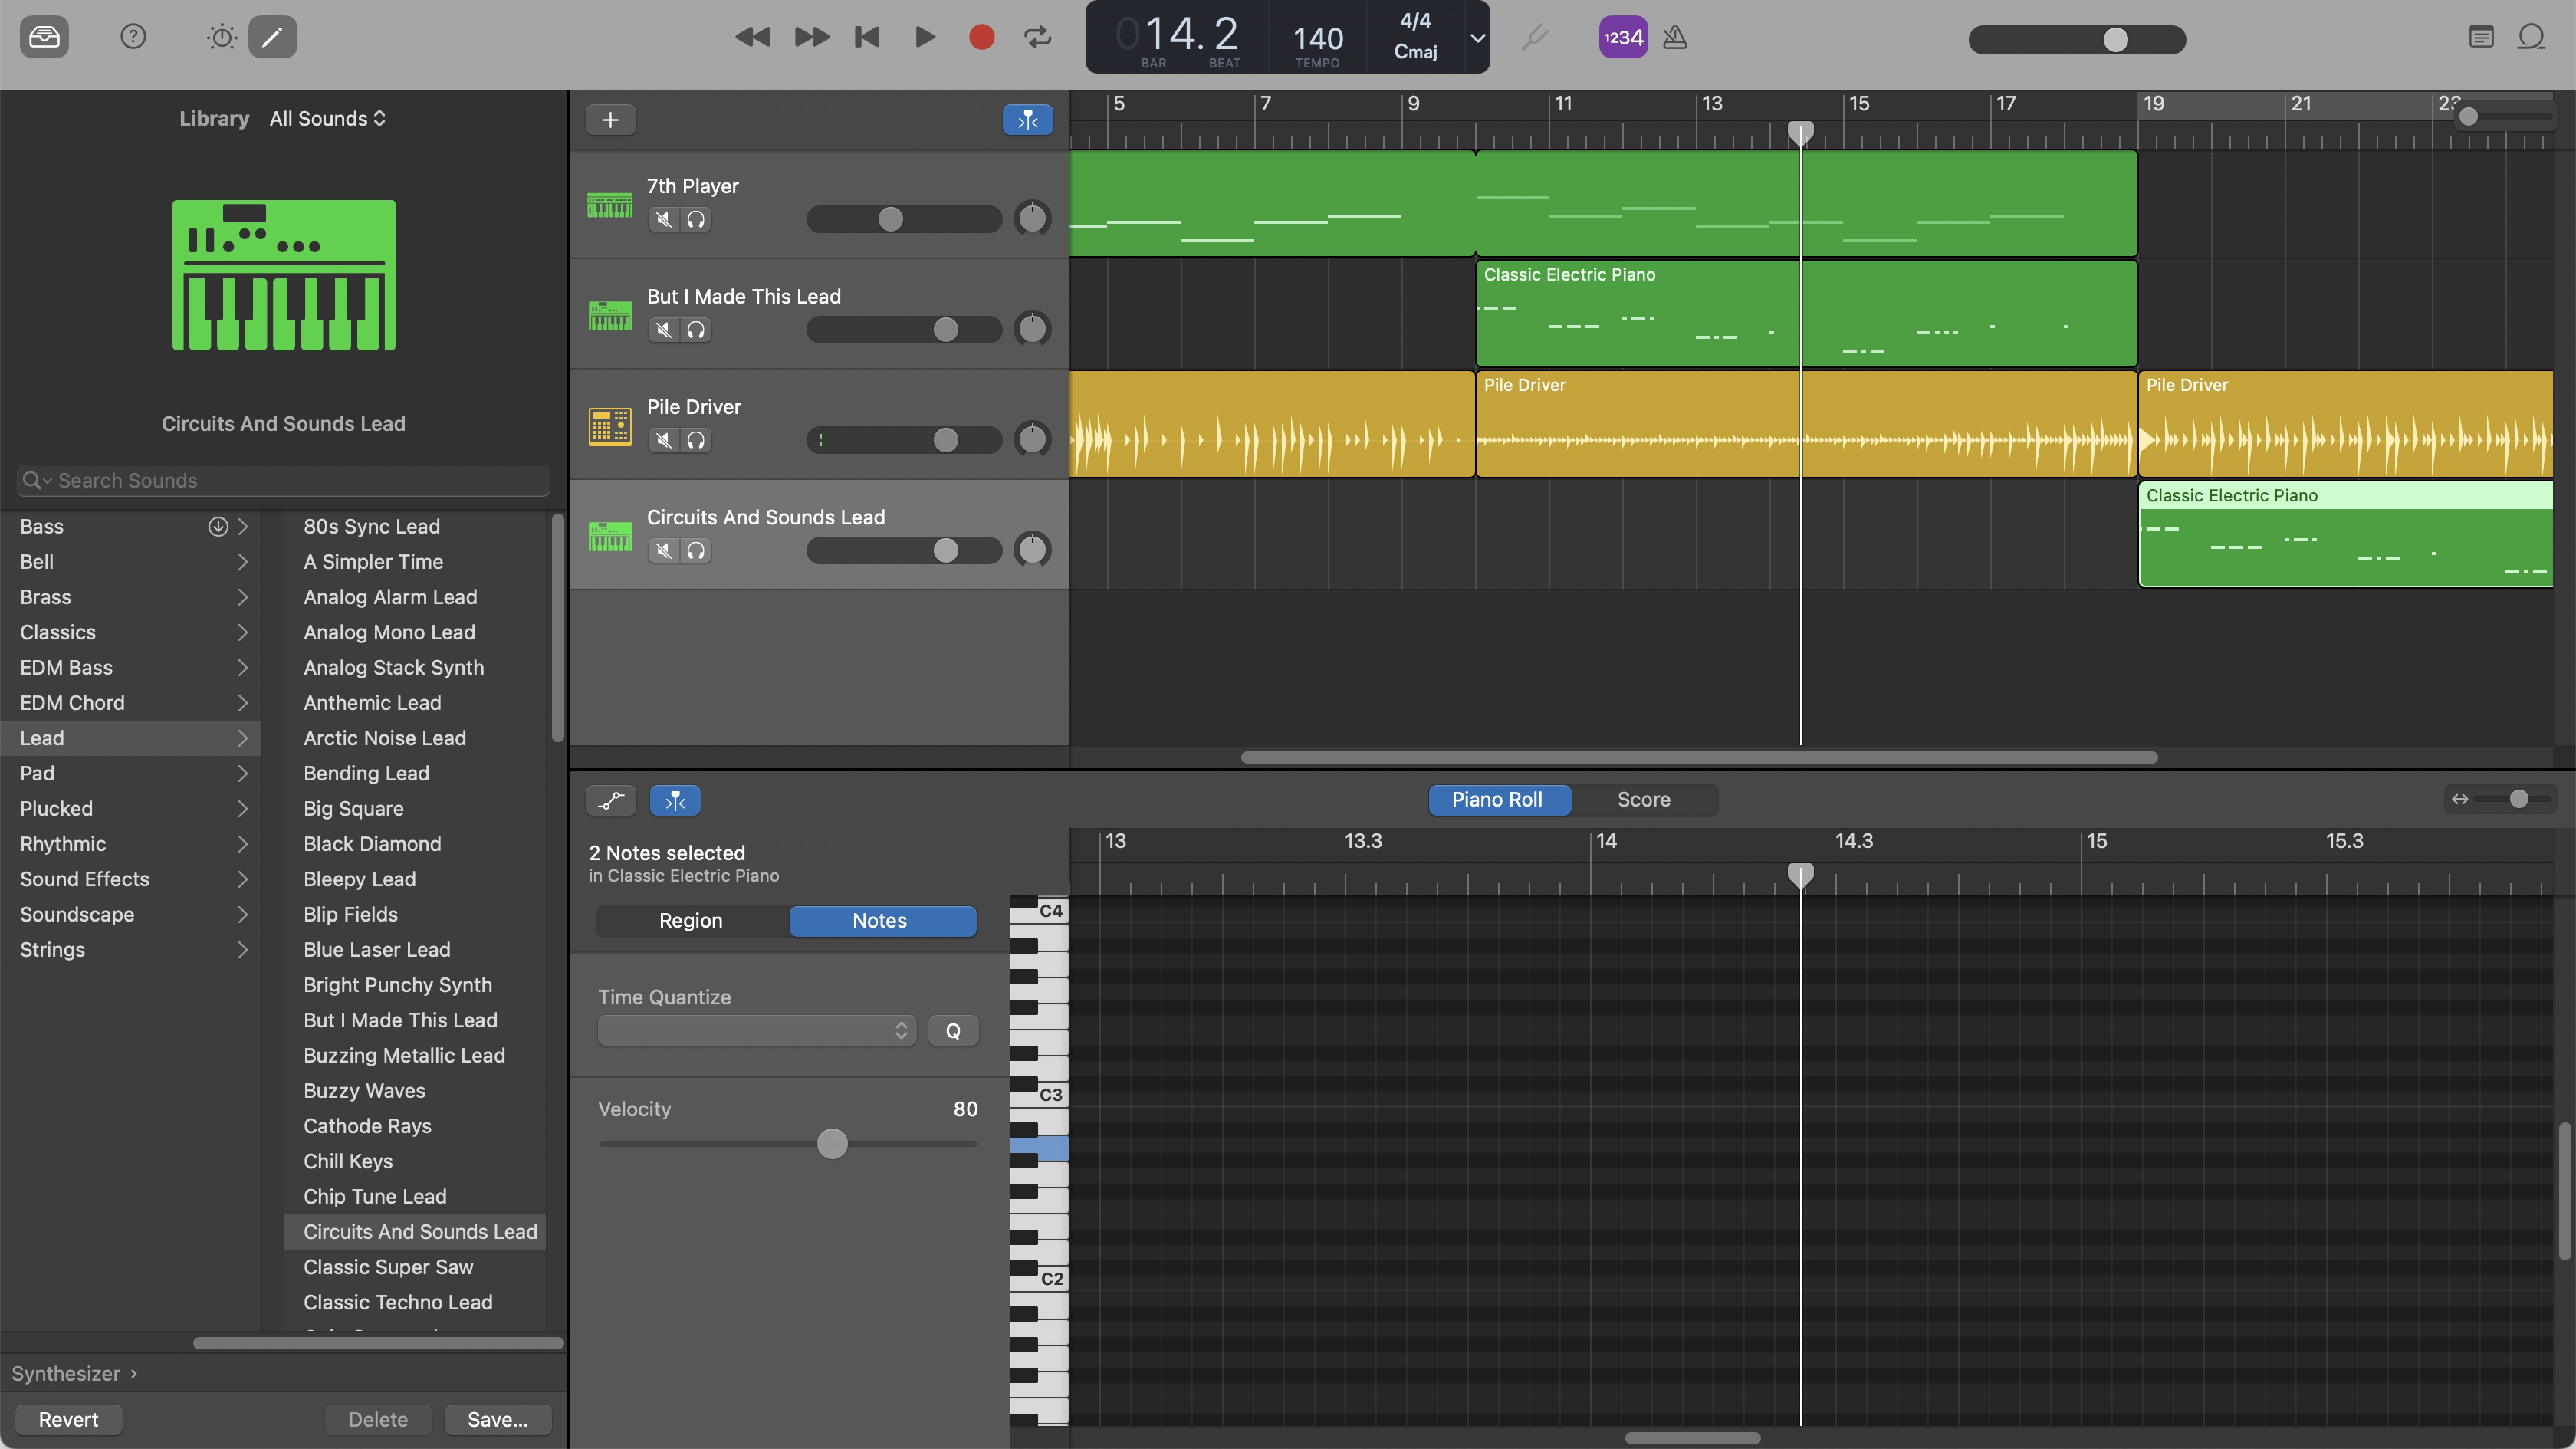 014.2
BAR BEAT
140
TEMPO
4/4
Cmaj
1234
Library All Sounds
5 7 9 11 13 15 17 19 21
Circuits And Sounds Lead
Search Sounds
Bass
Bell
Brass
Classics
EDM Bass
EDM Chord
Lead
Pad
Plucked
Rhythmic
Sound Effects
Soundscape
Strings
80s Sync Lead
A Simpler Time
Analog Alarm Lead
Analog Mono Lead
Analog Stack Synth
Anthemic Lead
Arctic Noise Lead
Bending Lead
Big Square
Black Diamond
Bleepy Lead
Blip Fields
Blue Laser Lead
Bright Punchy Synth
But I Made This Lead
Buzzing Metallic Lead
Buzzy Waves
Cathode Rays
Chill Keys
Chip Tune Lead
Circuits And Sounds Lead
Classic Super Saw
Classic Techno Lead
Synthesizer ›
Revert Delete Save...
7th Player
But I Made This Lead
Pile Driver
Circuits And Sounds Lead
Classic Electric Piano
Pile Driver
Pile Driver
Classic Electric Piano
Piano Roll Score
2 Notes selected
in Classic Electric Piano
Region Notes
Time Quantize
Q
Velocity 80
13 13.3 14 14.3 15 15.3
C4
C3
C2